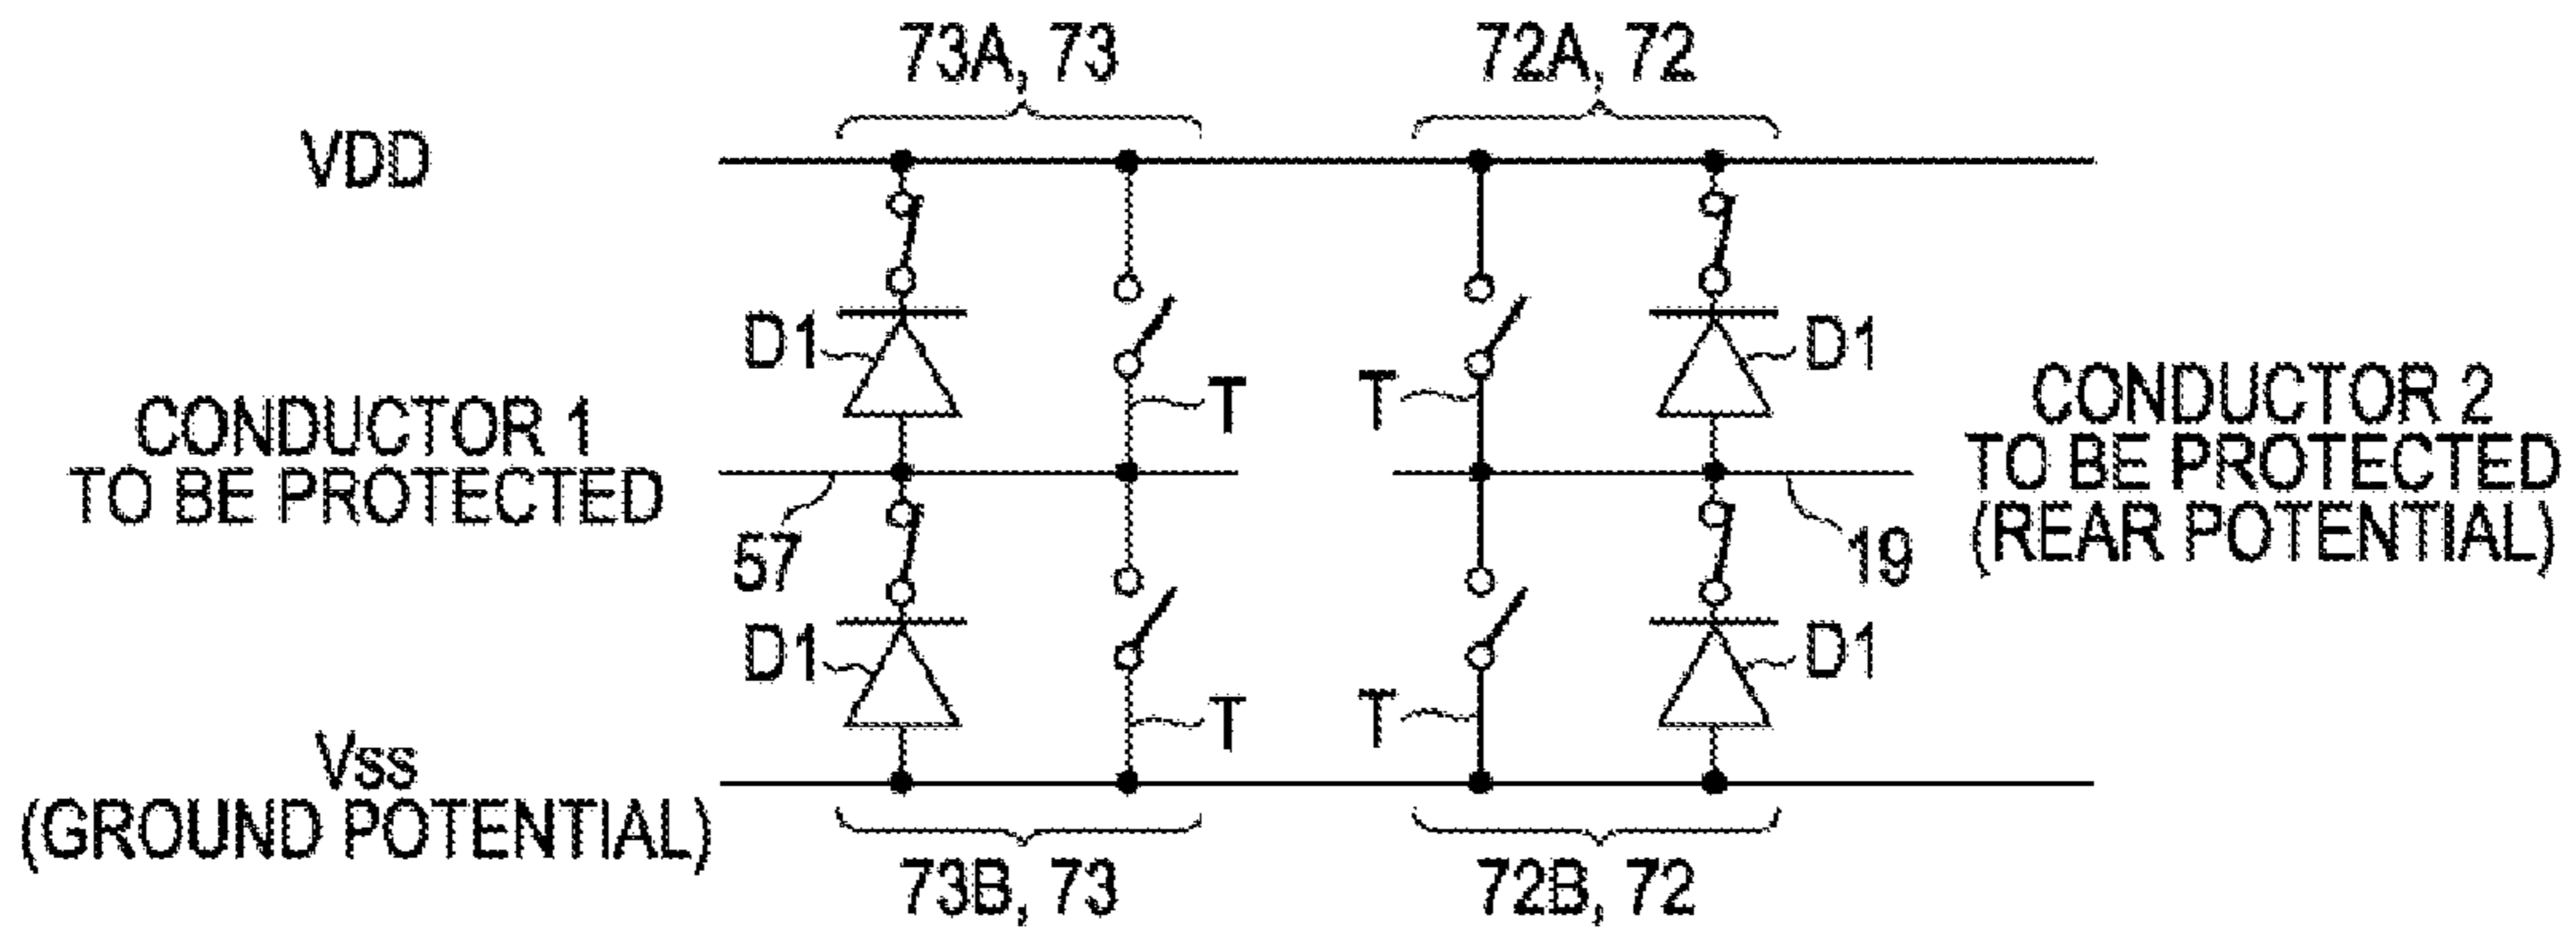 73A, 73
72A, 72
VDD
D1
T
T
D1
CONDUCTOR 1
TO BE PROTECTED
CONDUCTOR 2
TO BE PROTECTED
(REAR POTENTIAL)
57
19
D1
T
T
D1
Vss
(GROUND POTENTIAL)
73B, 73
72B, 72